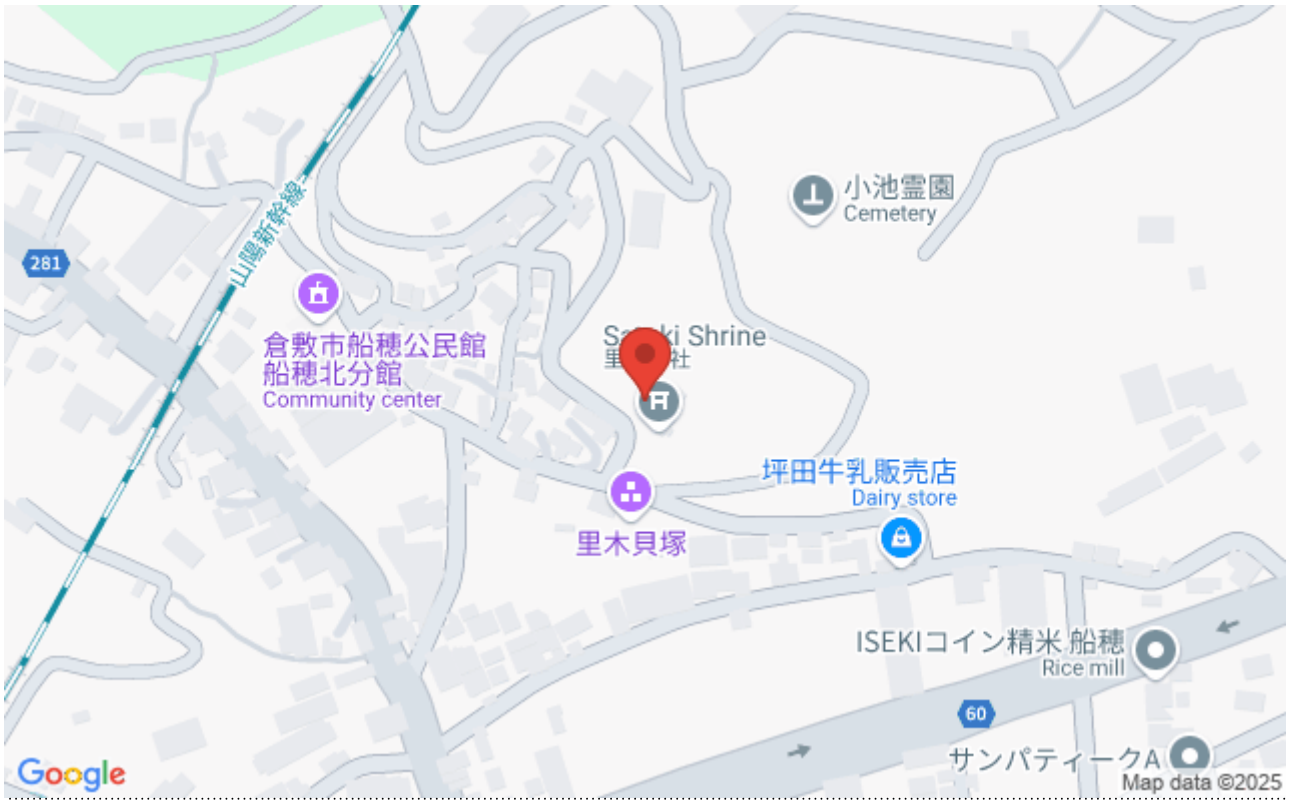 山陽新幹線
281
小池霊園
Cemetery
倉敷市船穂公民館
船穂北分館
Community center
Shrine
里
社
坪田牛乳販売店
Dairy store
里木貝塚
ISEKIコイン精米 船穂
Rice mill
60
サンパティークA
Google
Map data ©2025